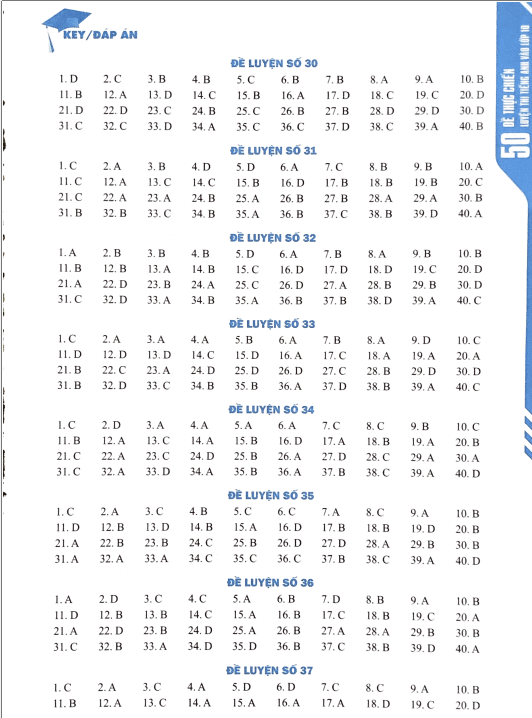 KEY/ĐÁP ÁN
50 ĐỀ THỰC CHIẾN
LUYỆN THI TIẾNG ANH VÀO LỚP 10
ĐỀ LUYỆN SỐ 30
1. D 2. C 3. B 4. B 5. C 6. B 7. B 8. A 9. A 10. B
11. B 12. A 13. D 14. C 15. B 16. A 17. D 18. C 19. C 20. D
21. D 22. D 23. C 24. B 25. C 26. B 27. B 28. D 29. D 30. D
31. C 32. C 33. D 34. A 35. C 36. C 37. D 38. C 39. A 40. B
ĐỀ LUYỆN SỐ 31
1. C 2. A 3. B 4. D 5. D 6. A 7. C 8. B 9. B 10. A
11. C 12. A 13. C 14. C 15. B 16. D 17. B 18. B 19. B 20. C
21. C 22. A 23. A 24. B 25. A 26. B 27. B 28. A 29. A 30. B
31. B 32. B 33. C 34. B 35. A 36. B 37. C 38. B 39. D 40. A
ĐỀ LUYỆN SỐ 32
1. A 2. B 3. B 4. B 5. D 6. A 7. B 8. A 9. B 10. B
11. B 12. B 13. A 14. B 15. C 16. D 17. D 18. D 19. C 20. D
21. A 22. D 23. B 24. A 25. C 26. D 27. A 28. B 29. B 30. D
31. C 32. D 33. A 34. B 35. A 36. B 37. B 38. D 39. A 40. C
ĐỀ LUYỆN SỐ 33
1. C 2. A 3. A 4. A 5. B 6. A 7. B 8. A 9. D 10. C
11. D 12. D 13. D 14. C 15. D 16. A 17. C 18. A 19. A 20. A
21. B 22. C 23. A 24. D 25. D 26. D 27. C 28. B 29. D 30. D
31. B 32. D 33. C 34. B 35. B 36. A 37. D 38. B 39. A 40. C
ĐỀ LUYỆN SỐ 34
1. C 2. D 3. A 4. A 5. A 6. A 7. C 8. C 9. B 10. C
11. B 12. A 13. C 14. A 15. B 16. D 17. A 18. B 19. A 20. B
21. C 22. A 23. C 24. D 25. B 26. A 27. D 28. C 29. A 30. A
31. C 32. A 33. D 34. A 35. B 36. A 37. B 38. C 39. A 40. D
ĐỀ LUYỆN SỐ 35
1. C 2. A 3. C 4. B 5. C 6. C 7. A 8. C 9. A 10. B
11. D 12. B 13. D 14. B 15. A 16. D 17. B 18. B 19. D 20. B
21. A 22. B 23. B 24. C 25. B 26. D 27. D 28. A 29. B 30. B
31. A 32. A 33. A 34. C 35. C 36. C 37. B 38. C 39. A 40. D
ĐỀ LUYỆN SỐ 36
1. A 2. D 3. C 4. C 5. A 6. B 7. D 8. B 9. A 10. B
11. D 12. B 13. B 14. C 15. A 16. B 17. C 18. B 19. C 20. A
21. A 22. D 23. B 24. D 25. A 26. B 27. A 28. A 29. B 30. B
31. C 32. B 33. A 34. D 35. D 36. B 37. C 38. B 39. D 40. A
ĐỀ LUYỆN SỐ 37
1. C 2. A 3. C 4. A 5. D 6. D 7. C 8. C 9. A 10. B
11. B 12. A 13. C 14. A 15. A 16. A 17. A 18. D 19. C 20. D